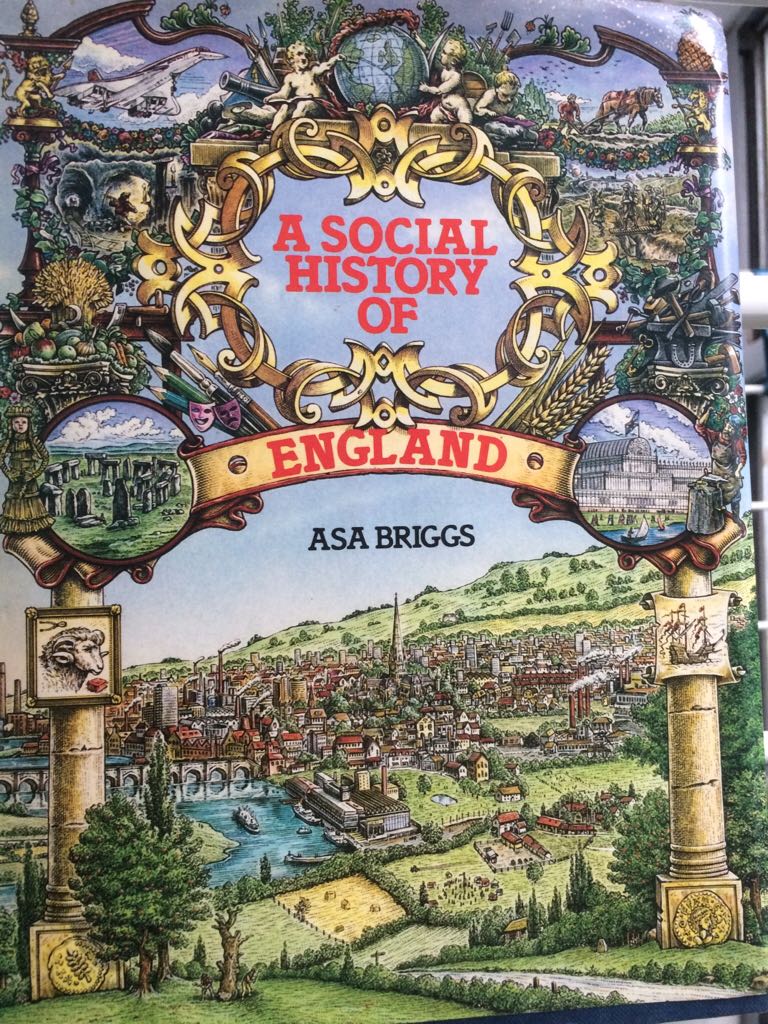 A SOCIAL
HISTORY
OF
ENGLAND
ASA BRIGGS